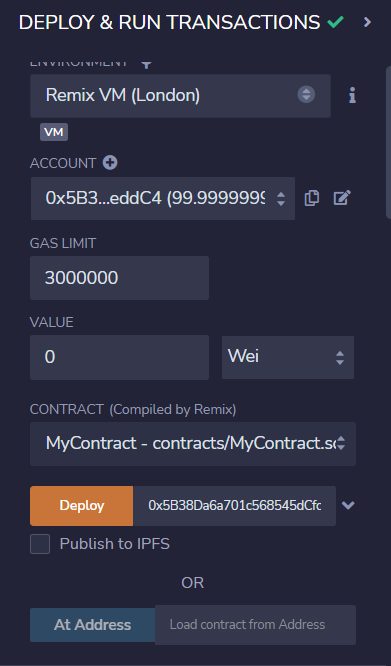 DEPLOY & RUN TRANSACTIONS
ENVIRONMENT
Remix VM (London)
VM
ACCOUNT
0x5B3...eddC4 (99.9999999
GAS LIMIT
3000000
VALUE
0 Wei
CONTRACT (Compiled by Remix)
MyContract - contracts/MyContract.so
Deploy 0x5B38Da6a701c568545dCfc
Publish to IPFS
OR
At Address Load contract from Address